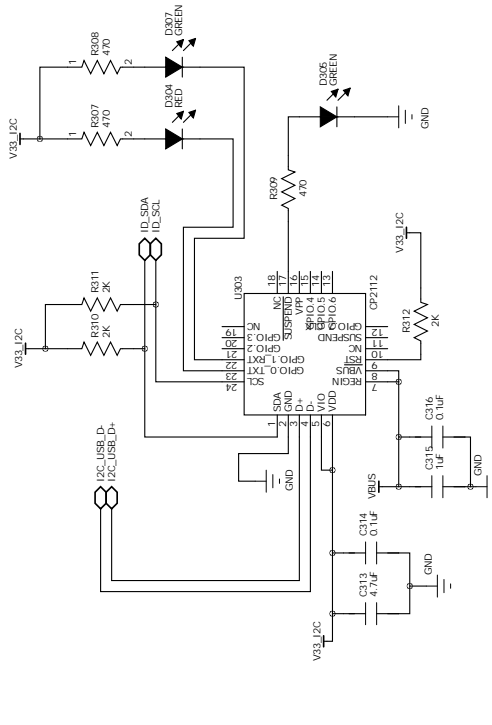 V33_I2C
R308
470
1
2
D307
GREEN
R307
470
1
2
D304
RED
ID_SDA
ID_SCL
R309
470
D305
GREEN
GND
V33_I2C
R311
2K
R310
2K
U303
CP2112
18
17
16
15
14
13
NC
SUSPEND
VPP
GPIO.4
GPIO.5
GPIO.6
24
23
22
21
20
19
SCL
GPIO.0_TXT
GPIO.1_RXT
GPIO.2
GPIO.3
NC
1
2
3
4
5
6
SDA
GND
D+
D-
VIO
VDD
7
8
9
10
11
12
REGIN
VBUS
RST
NC
SUSPEND
V33_I2C
R312
2K
I2C_USB_D-
I2C_USB_D+
GND
VBUS
C315
1uF
C316
0.1uF
GND
V33_I2C
C313
4.7uF
C314
0.1uF
GND